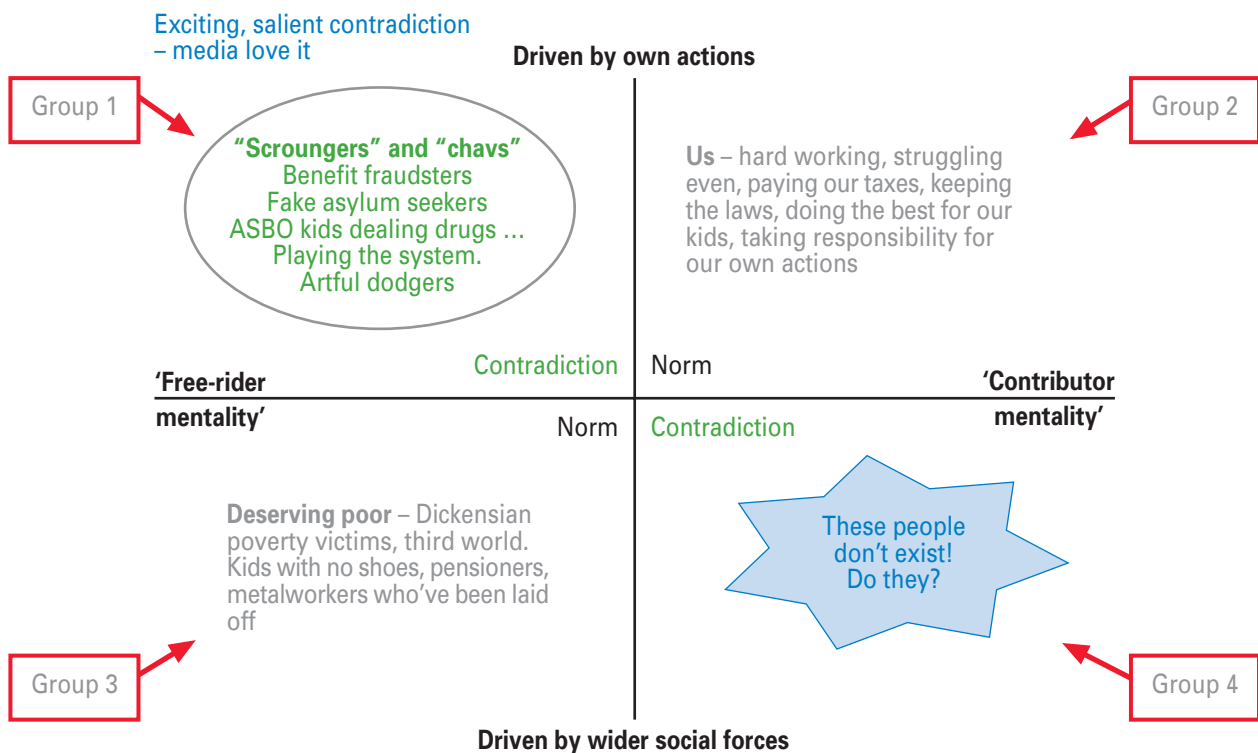 Exciting, salient contradiction
– media love it
Driven by own actions
Group 1
Group 2
“Scroungers” and “chavs”
Benefit fraudsters
Fake asylum seekers
ASBO kids dealing drugs …
Playing the system.
Artful dodgers
Us – hard working, struggling
even, paying our taxes, keeping
the laws, doing the best for our
kids, taking responsibility for
our own actions
Contradiction
Norm
‘Free-rider
mentality’
‘Contributor
mentality’
Norm
Contradiction
Deserving poor – Dickensian
poverty victims, third world.
Kids with no shoes, pensioners,
metalworkers who’ve been laid
off
These people
don’t exist!
Do they?
Group 3
Group 4
Driven by wider social forces